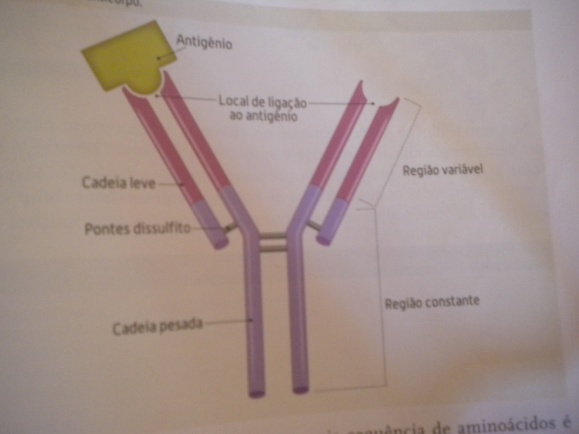 Antigênio
Local de ligação
ao antigênio
Região variável
Cadeia leve
Pontes dissulfito
Região constante
Cadeia pesada
sequência de aminoácidos é